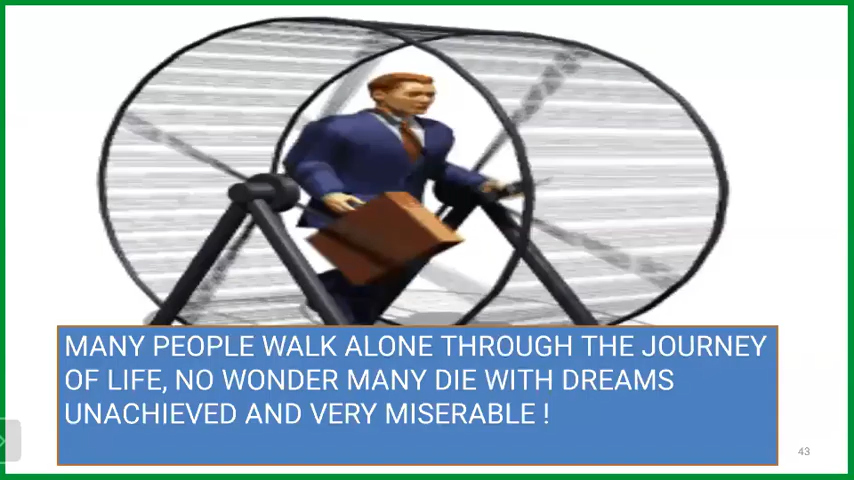 MANY PEOPLE WALK ALONE THROUGH THE JOURNEY
OF LIFE, NO WONDER MANY DIE WITH DREAMS
UNACHIEVED AND VERY MISERABLE !
43